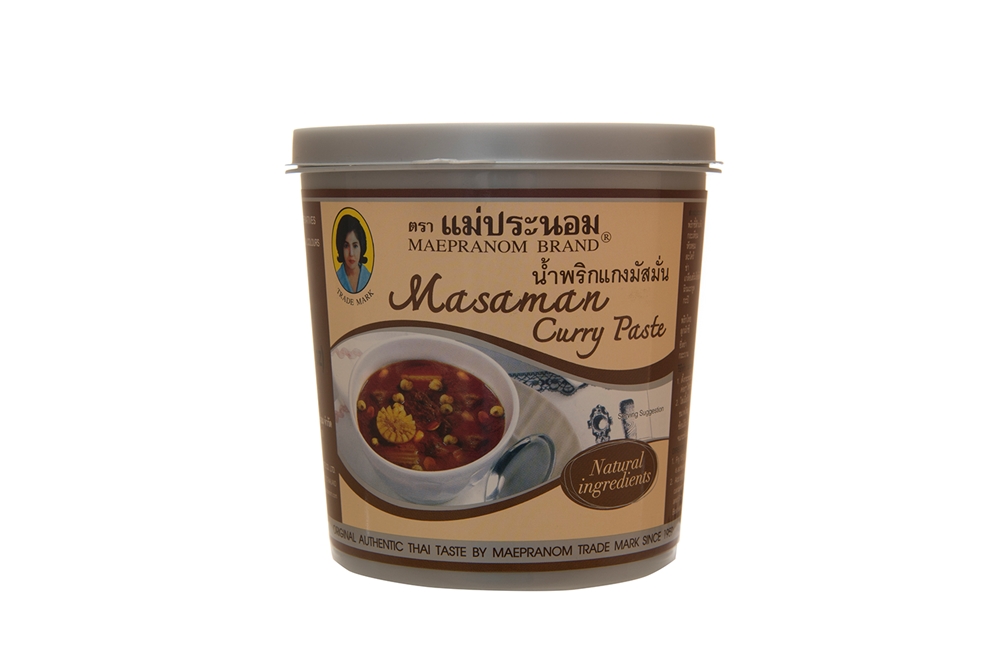 ตรา แม่ประนอม
MAEPRANOM BRAND®
TRADE MARK
น้ำพริกแกงมัสมั่น
Masaman
Curry Paste
Serving Suggestion
Natural
ingredients
ORIGINAL AUTHENTIC THAI TASTE BY MAEPRANOM TRADE MARK SINCE 1959